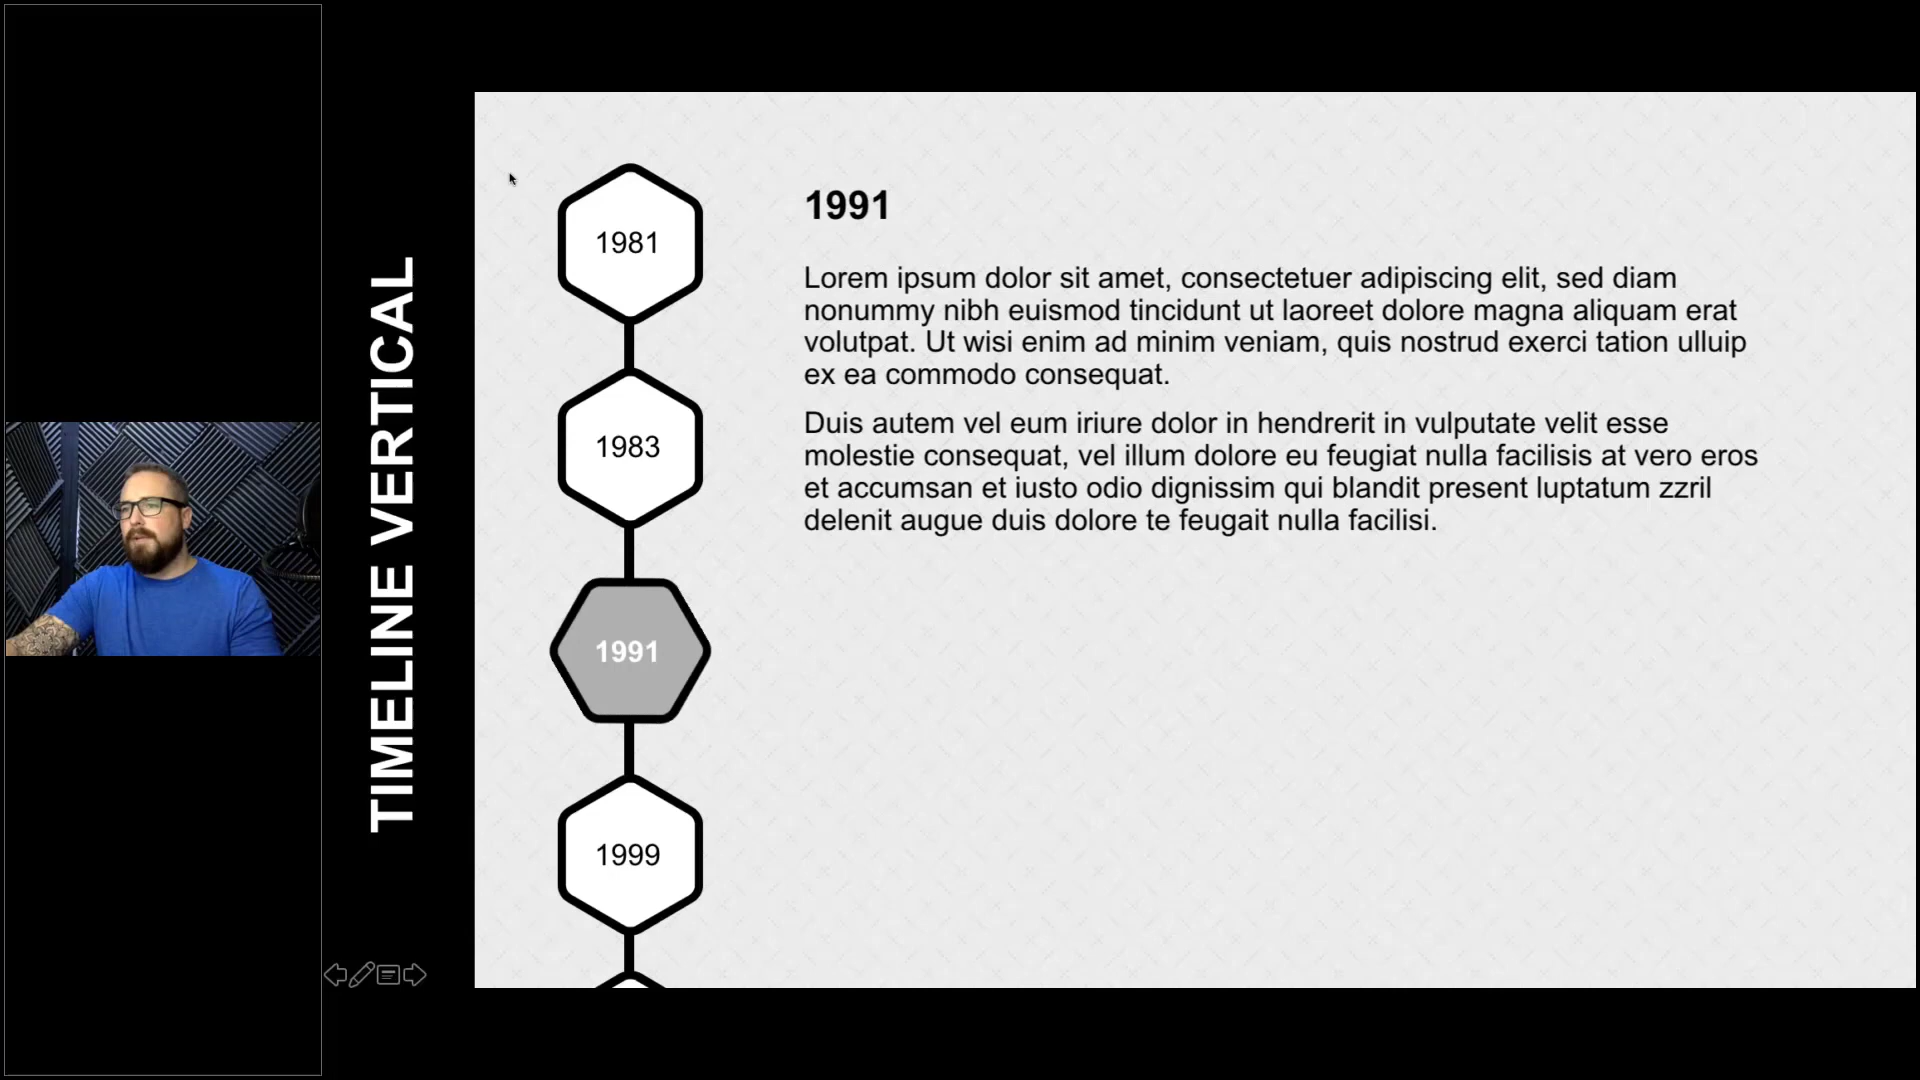 TIMELINE VERTICAL
1981
1983
1991
1999
1991
Lorem ipsum dolor sit amet, consectetuer adipiscing elit, sed diam
nonummy nibh euismod tincidunt ut laoreet dolore magna aliquam erat
volutpat. Ut wisi enim ad minim veniam, quis nostrud exerci tation ulluip
ex ea commodo consequat.
Duis autem vel eum iriure dolor in hendrerit in vulputate velit esse
molestie consequat, vel illum dolore eu feugiat nulla facilisis at vero eros
et accumsan et iusto odio dignissim qui blandit present luptatum zzril
delenit augue duis dolore te feugait nulla facilisi.